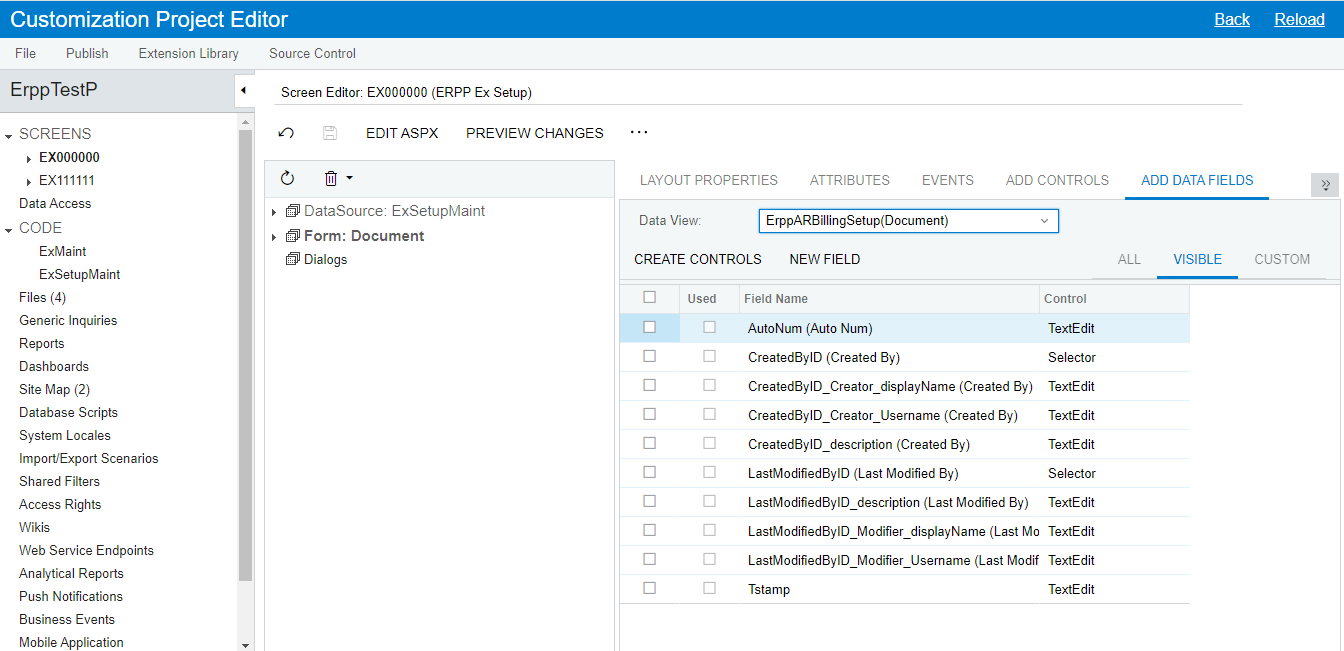 Customization Project Editor
Back
Reload
File
Publish
Extension Library
Source Control
ErppTestP
SCREENS
EX000000
EX111111
Data Access
CODE
ExMaint
ExSetupMaint
Files (4)
Generic Inquiries
Reports
Dashboards
Site Map (2)
Database Scripts
System Locales
Import/Export Scenarios
Shared Filters
Access Rights
Wikis
Web Service Endpoints
Analytical Reports
Push Notifications
Business Events
Mobile Application
Screen Editor: EX000000 (ERPP Ex Setup)
EDIT ASPX
PREVIEW CHANGES
...
DataSource: ExSetupMaint
Form: Document
Dialogs
LAYOUT PROPERTIES
ATTRIBUTES
EVENTS
ADD CONTROLS
ADD DATA FIELDS
Data View:
ErppARBillingSetup(Document)
CREATE CONTROLS
NEW FIELD
ALL
VISIBLE
CUSTOM
Used
Field Name
Control
AutoNum (Auto Num)
TextEdit
CreatedByID (Created By)
Selector
CreatedByID_Creator_displayName (Created By)
TextEdit
CreatedByID_Creator_Username (Created By)
TextEdit
CreatedByID_description (Created By)
TextEdit
LastModifiedByID (Last Modified By)
Selector
LastModifiedByID_description (Last Modified By)
TextEdit
LastModifiedByID_Modifier_displayName (Last Mo
TextEdit
LastModifiedByID_Modifier_Username (Last Modif
TextEdit
Tstamp
TextEdit